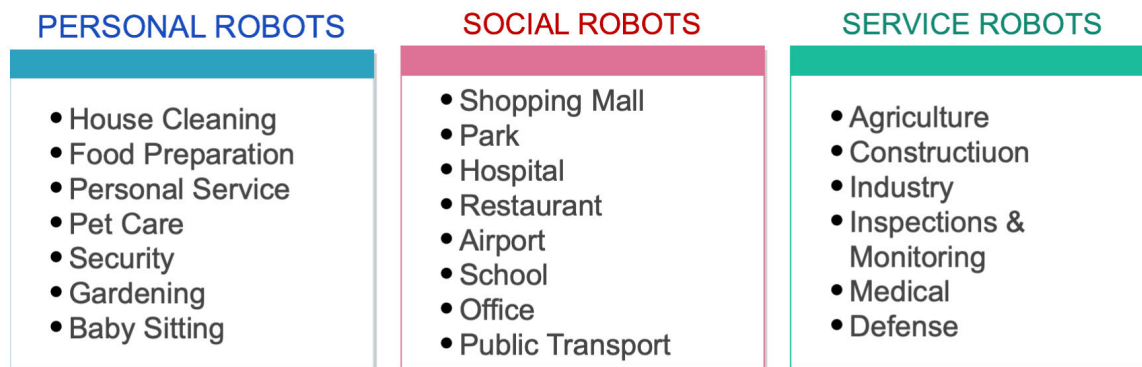 PERSONAL ROBOTS
• House Cleaning
• Food Preparation
• Personal Service
• Pet Care
• Security
• Gardening
• Baby Sitting
SOCIAL ROBOTS
• Shopping Mall
• Park
• Hospital
• Restaurant
• Airport
• School
• Office
• Public Transport
SERVICE ROBOTS
• Agriculture
• Constructiuon
• Industry
• Inspections &
Monitoring
• Medical
• Defense